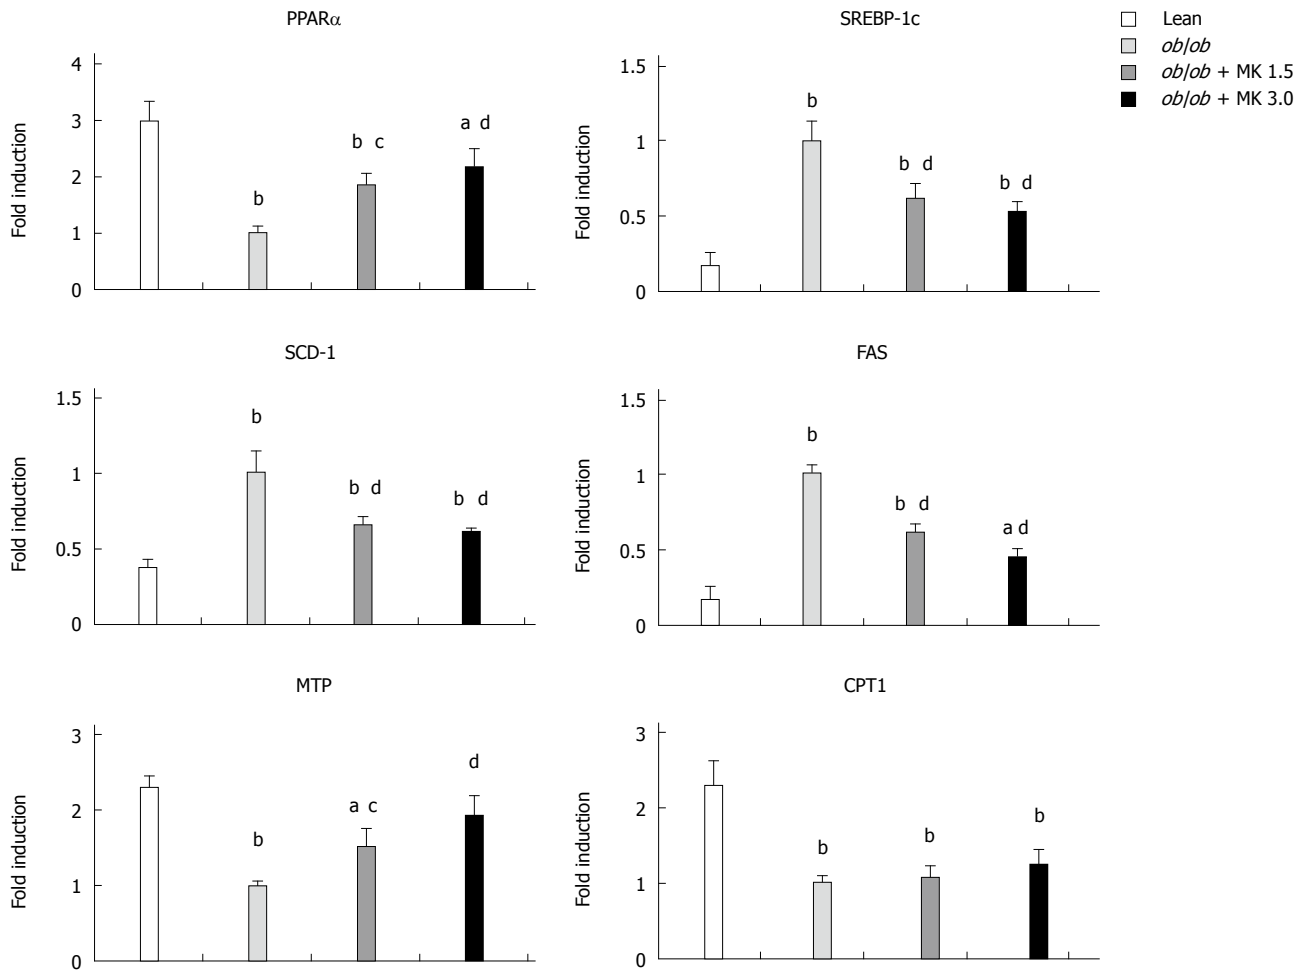 PPARα
4
3
2
1
0
Fold induction
b
b c
a d
SREBP-1c
1.5
1
0.5
0
Fold induction
b
b d
b d
Lean
ob/ob
ob/ob + MK 1.5
ob/ob + MK 3.0
SCD-1
1.5
1
0.5
0
Fold induction
b
b d
b d
FAS
1.5
1
0.5
0
Fold induction
b
b d
a d
MTP
3
2
1
0
Fold induction
b
a c
d
CPT1
3
2
1
0
Fold induction
b
b
b